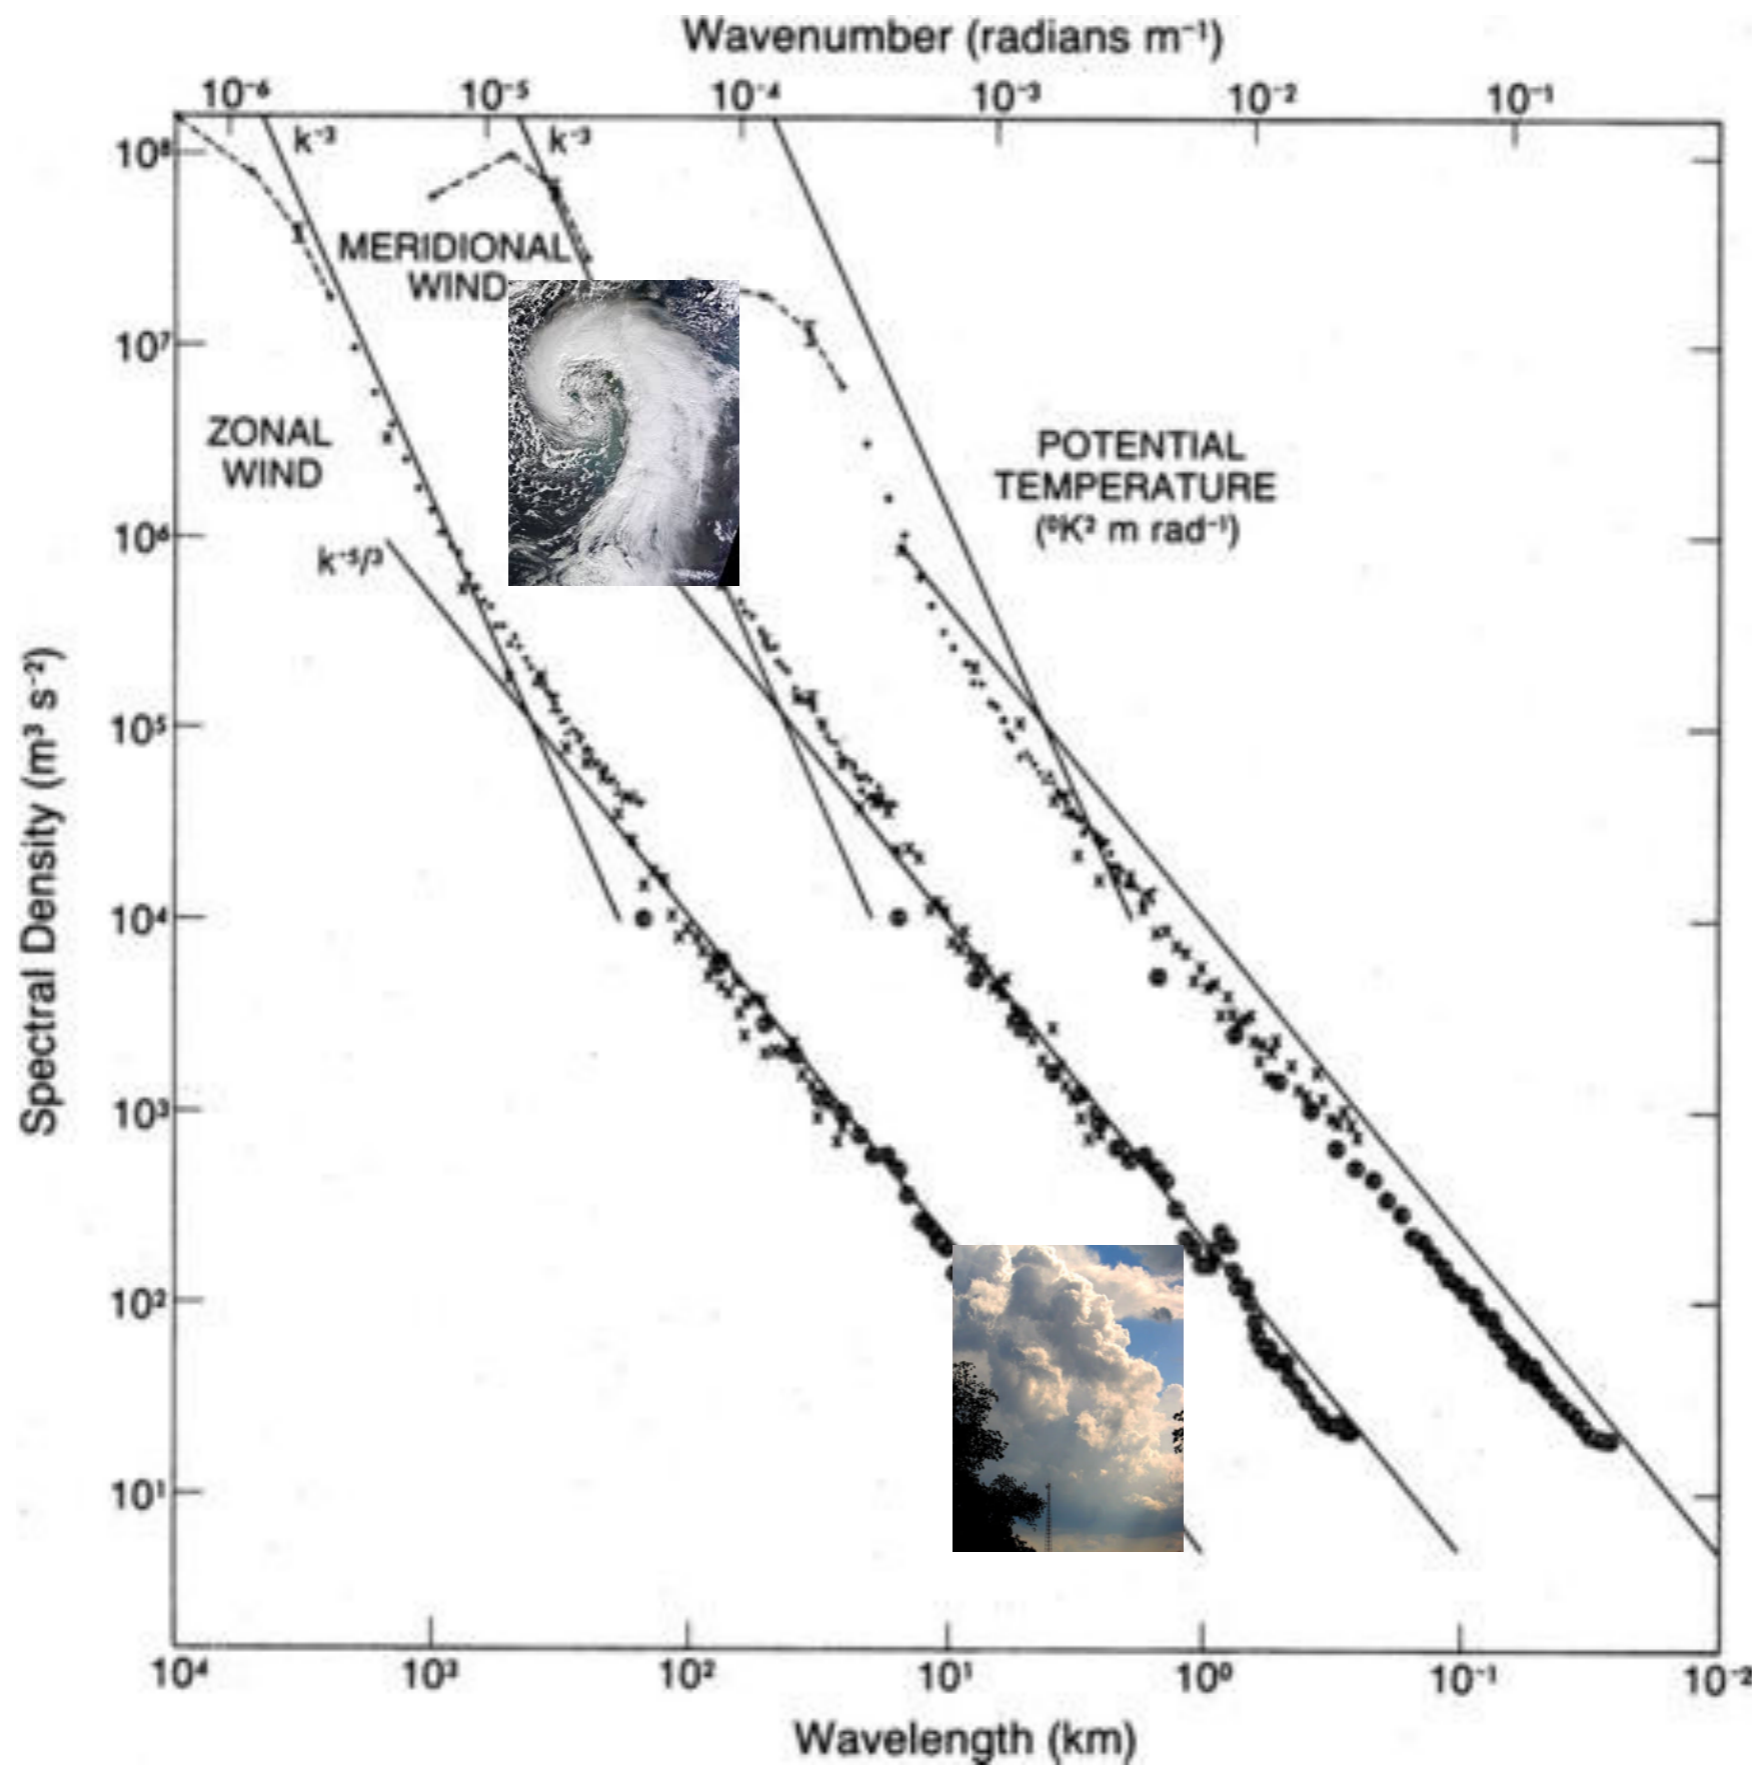 Wavenumber (radians m⁻¹)
10⁻⁶ 10⁻⁵ 10⁻⁴ 10⁻³ 10⁻² 10⁻¹
k⁻³ k⁻³
10⁸
MERIDIONAL
WIND
10⁷
ZONAL
WIND
POTENTIAL
TEMPERATURE
(⁰K² m rad⁻¹)
10⁶
k⁻⁵/³
10⁵
10⁴
10³
10²
10¹
Spectral Density (m³ s⁻²)
10⁴ 10³ 10² 10¹ 10⁰ 10⁻¹ 10⁻²
Wavelength (km)